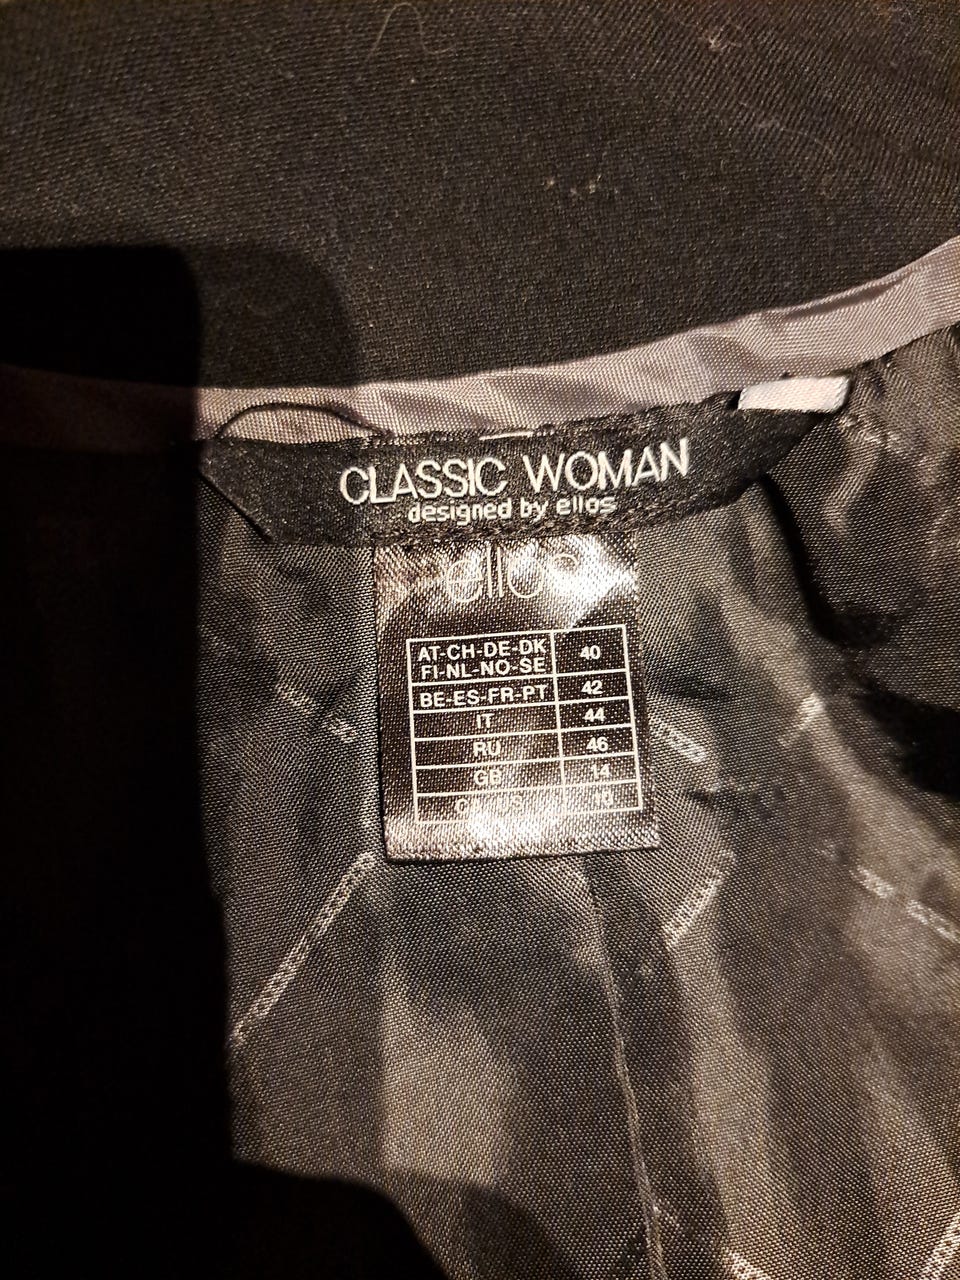 CLASSIC WOMAN
designed by ellos
ellos
AT-CH-DE-DK
FI-NL-NO-SE 40
BE-ES-FR-PT 42
IT 44
RU 46
GB 14